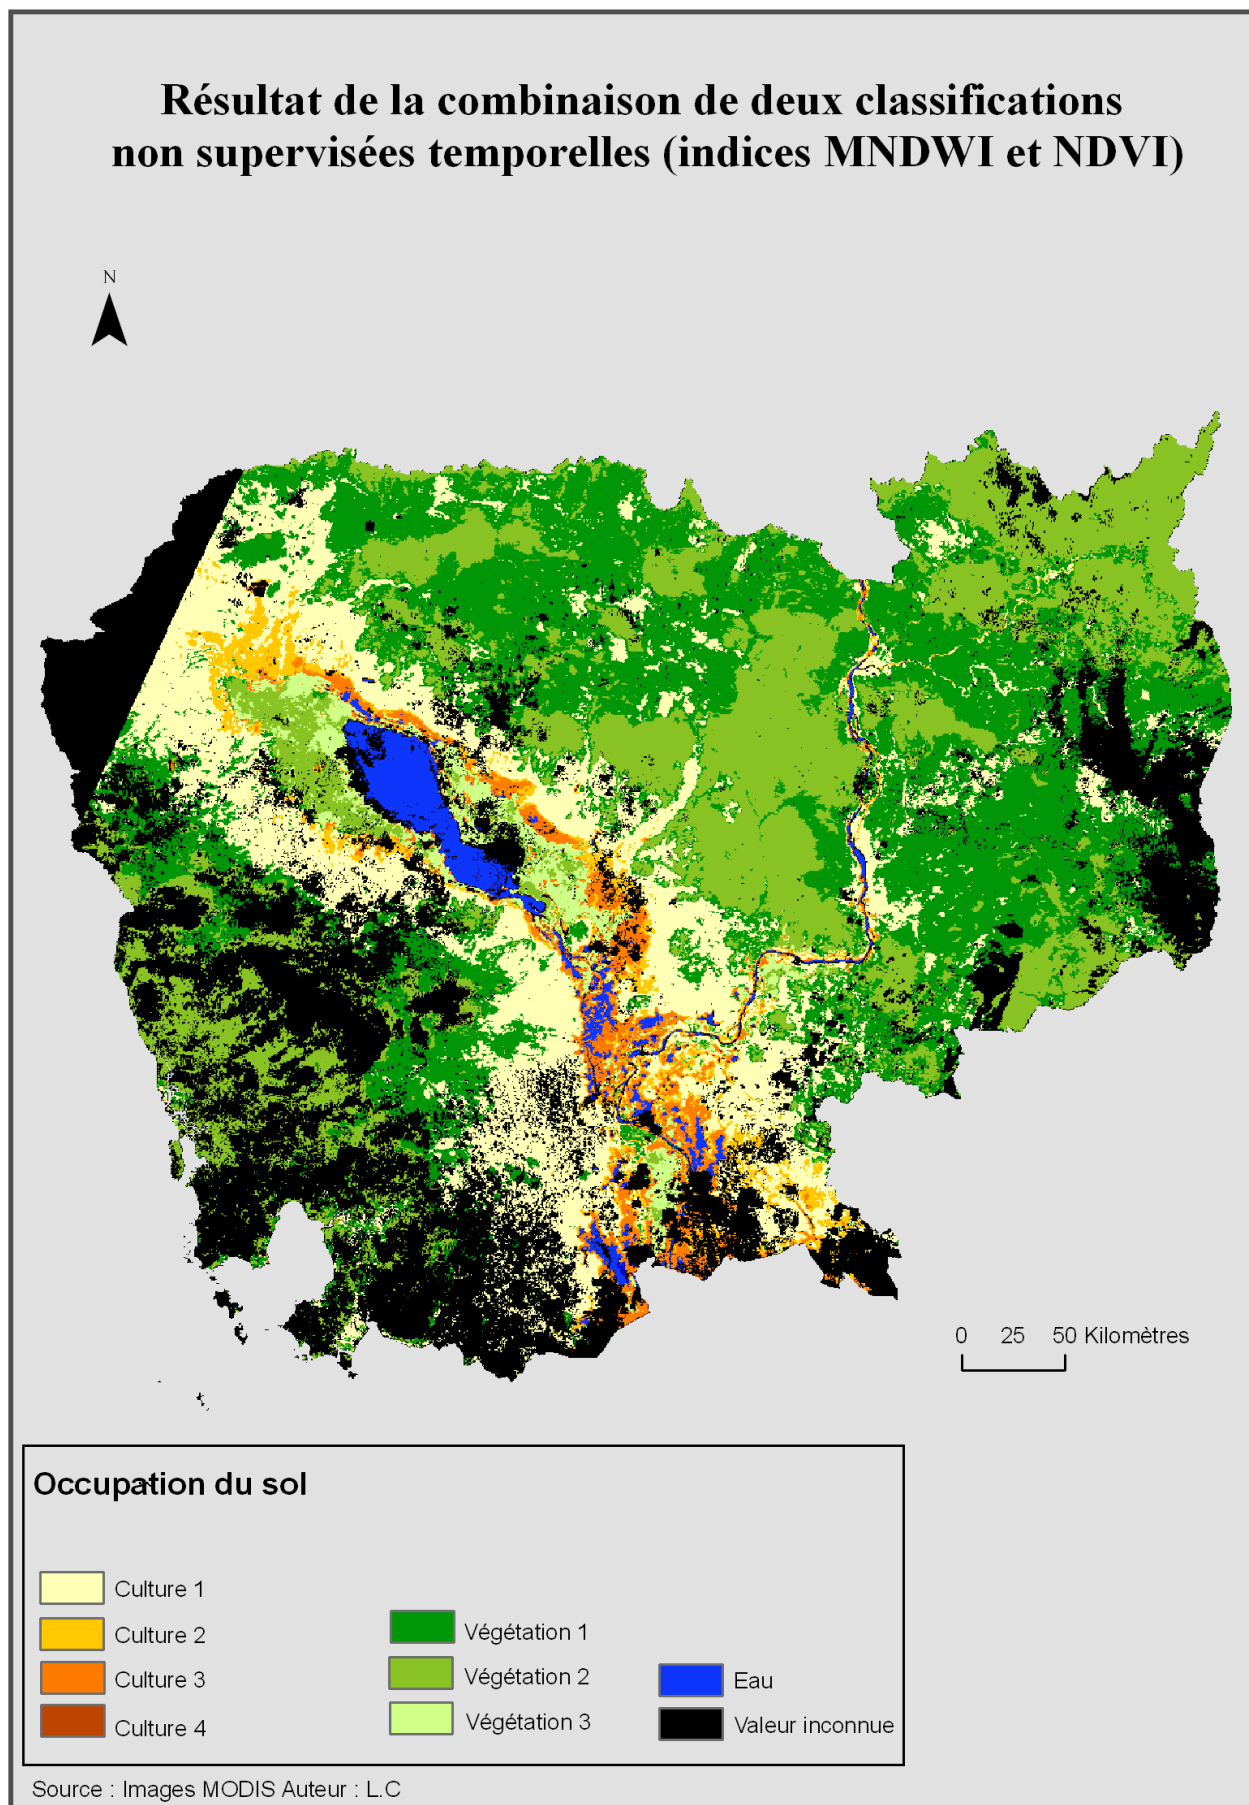 Résultat de la combinaison de deux classifications
non supervisées temporelles (indices MNDWI et NDVI)
N
0 25 50 Kilomètres
Occupation du sol
Culture 1
Culture 2
Culture 3
Culture 4
Végétation 1
Végétation 2
Végétation 3
Eau
Valeur inconnue
Source : Images MODIS Auteur : L.C